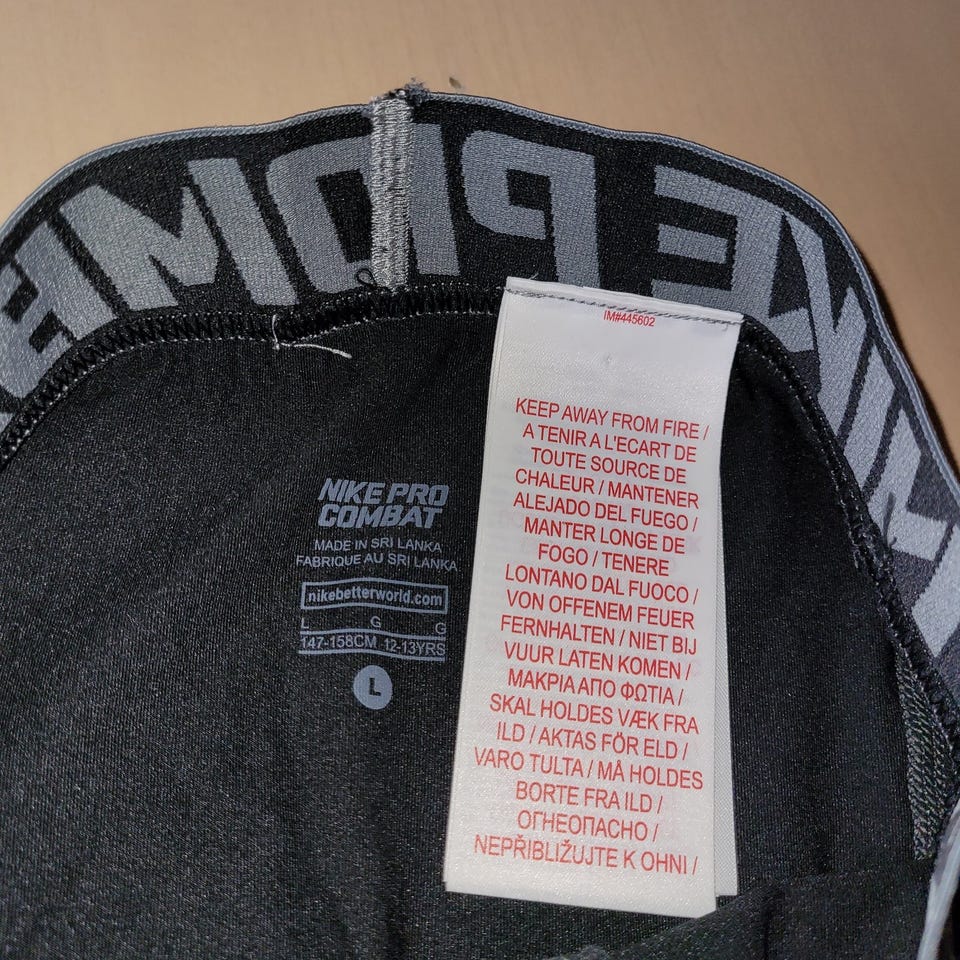 IM#445602
KEEP AWAY FROM FIRE /
A TENIR A L'ECART DE
TOUTE SOURCE DE
CHALEUR / MANTENER
ALEJADO DEL FUEGO /
MANTER LONGE DE
FOGO / TENERE
LONTANO DAL FUOCO /
VON OFFENEM FEUER
FERNHALTEN / NIET BIJ
VUUR LATEN KOMEN /
ΜΑΚΡΙΑ ΑΠΟ ΦΩΤΙΑ /
SKAL HOLDES VÆK FRA
ILD / AKTAS FÖR ELD /
VARO TULTA / MÅ HOLDES
BORTE FRA ILD /
ОГНЕОПАСНО /
NEPŘIBLIŽUJTE K OHNI /
NIKE PRO
COMBAT
MADE IN SRI LANKA
FABRIQUE AU SRI LANKA
nikebetterworld.com
L G G
147-158CM 12-13YRS
L